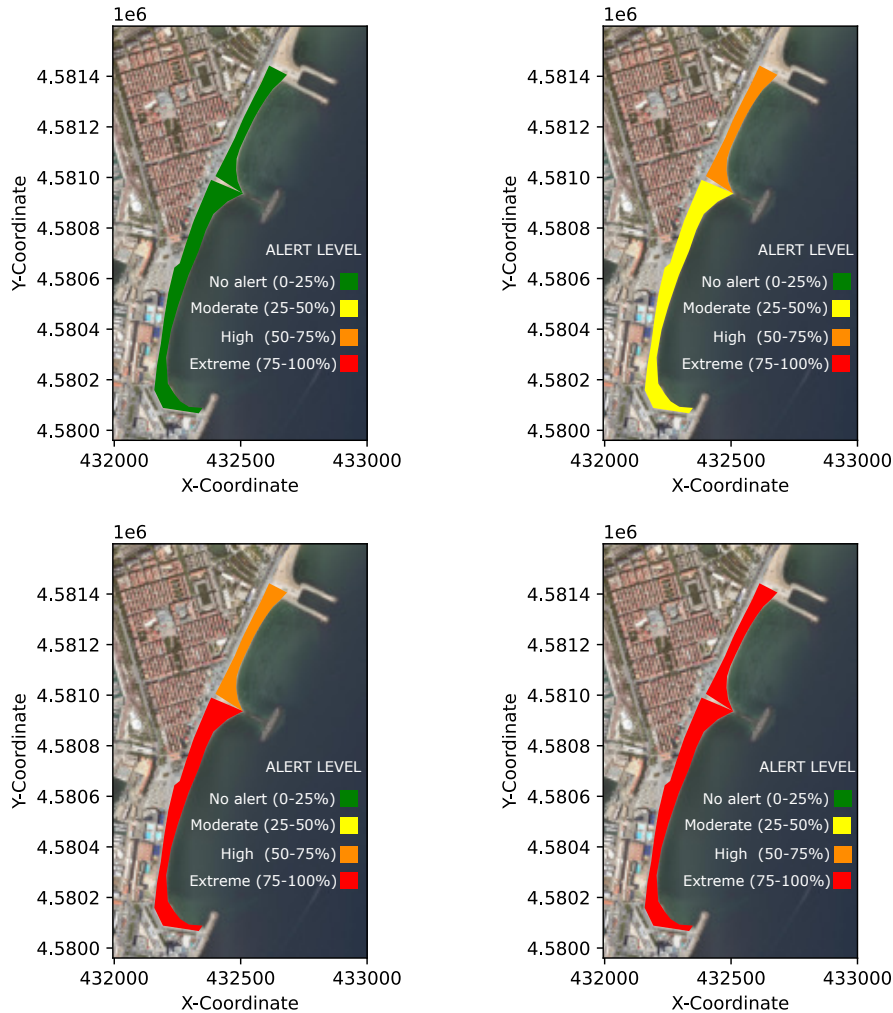 1e6
4.5814
4.5812
4.5810
4.5808
4.5806
4.5804
4.5802
4.5800
Y-Coordinate
ALERT LEVEL
No alert (0-25%)
Moderate (25-50%)
High (50-75%)
Extreme (75-100%)
432000 432500 433000
X-Coordinate
1e6
4.5814
4.5812
4.5810
4.5808
4.5806
4.5804
4.5802
4.5800
Y-Coordinate
ALERT LEVEL
No alert (0-25%)
Moderate (25-50%)
High (50-75%)
Extreme (75-100%)
432000 432500 433000
X-Coordinate
1e6
4.5814
4.5812
4.5810
4.5808
4.5806
4.5804
4.5802
4.5800
Y-Coordinate
ALERT LEVEL
No alert (0-25%)
Moderate (25-50%)
High (50-75%)
Extreme (75-100%)
432000 432500 433000
X-Coordinate
1e6
4.5814
4.5812
4.5810
4.5808
4.5806
4.5804
4.5802
4.5800
Y-Coordinate
ALERT LEVEL
No alert (0-25%)
Moderate (25-50%)
High (50-75%)
Extreme (75-100%)
432000 432500 433000
X-Coordinate